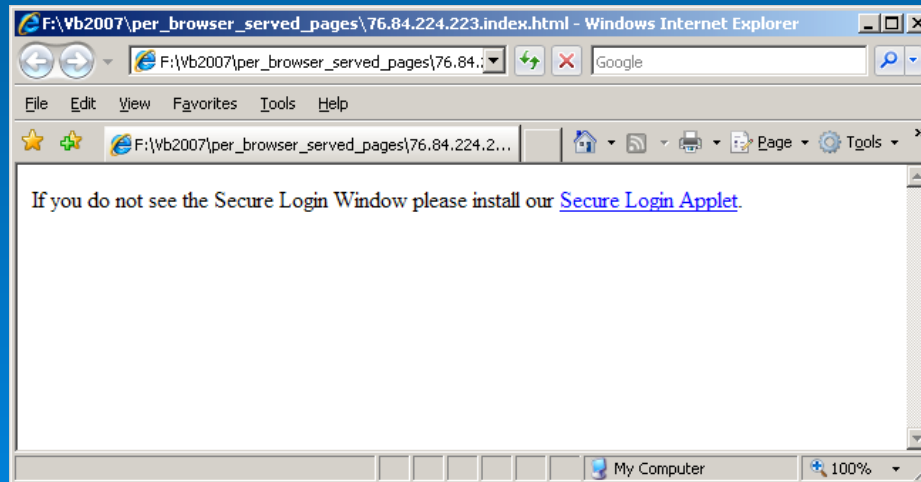 F:\Vb2007\per_browser_served_pages\76.84.224.223.index.html - Windows Internet Explorer
F:\Vb2007\per_browser_served_pages\76.84.: Google
File Edit View Favorites Tools Help
F:\Vb2007\per_browser_served_pages\76.84.224.2... Page Tools »
If you do not see the Secure Login Window please install our Secure Login Applet.
My Computer 100%